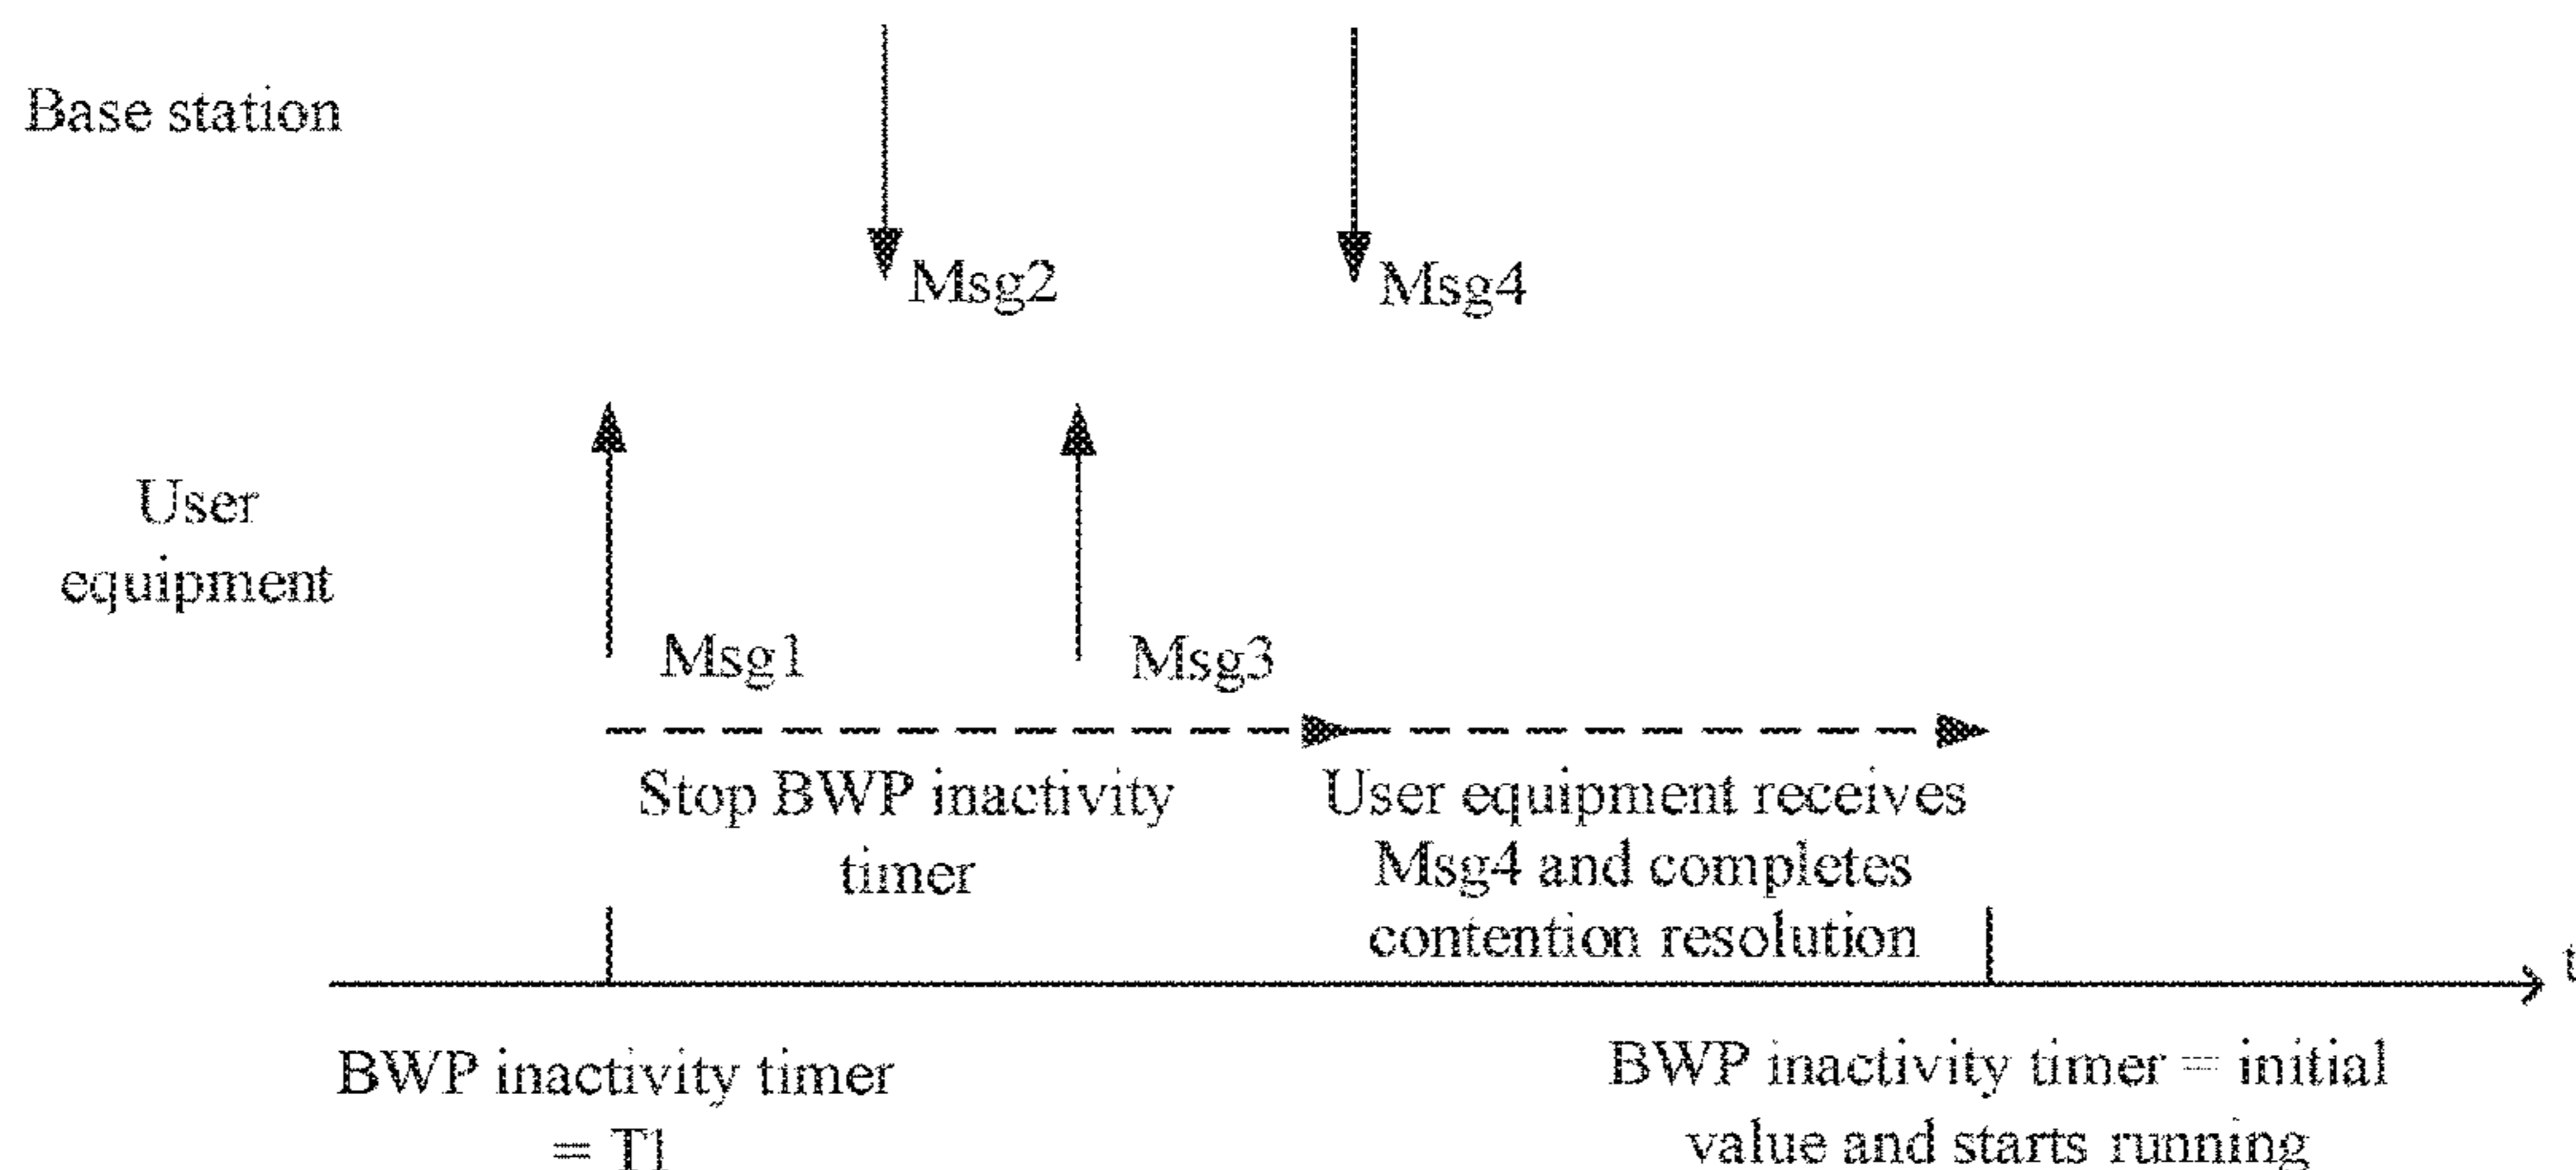 Base station
Msg2
Msg4
User
equipment
Msg1
Msg3
Stop BWP inactivity
timer
User equipment receives
Msg4 and completes
contention resolution
t
BWP inactivity timer
= T1
BWP inactivity timer = initial
value and starts running